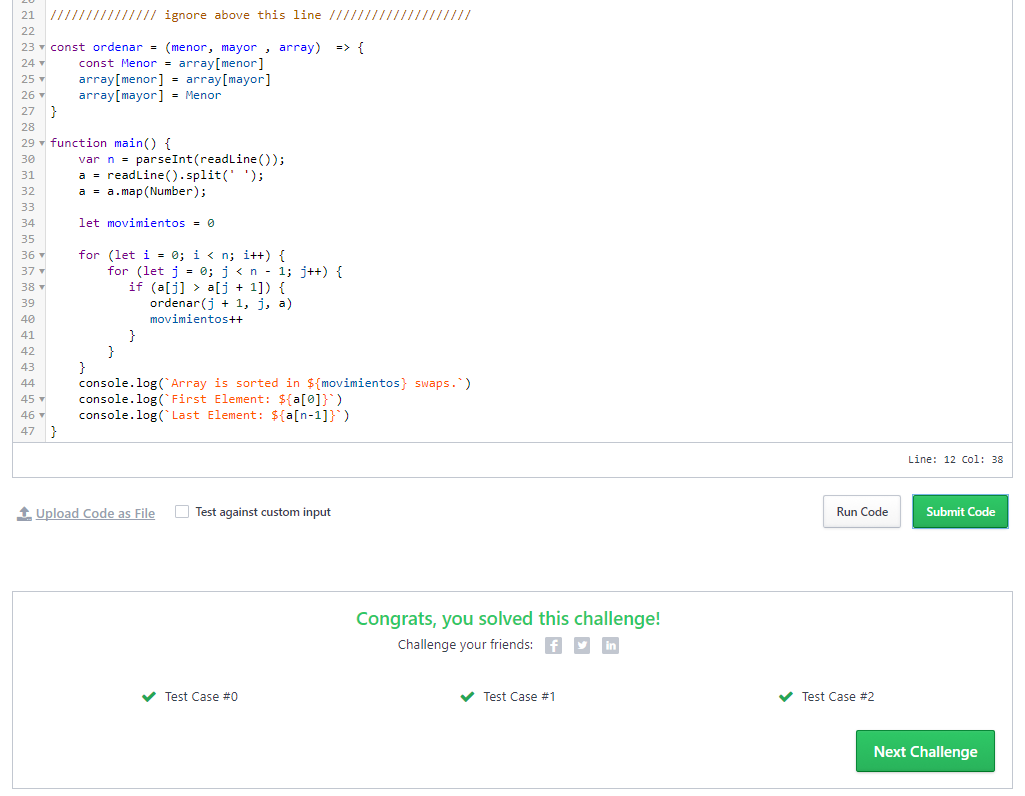 21 /////////////// ignore above this line ////////////////////
22
23 const ordenar = (menor, mayor , array)  => {
24     const Menor = array[menor]
25     array[menor] = array[mayor]
26     array[mayor] = Menor
27 }
28
29 function main() {
30     var n = parseInt(readLine());
31     a = readLine().split(' ');
32     a = a.map(Number);
33
34     let movimientos = 0
35
36     for (let i = 0; i < n; i++) {
37         for (let j = 0; j < n - 1; j++) {
38            if (a[j] > a[j + 1]) {
39               ordenar(j + 1, j, a)
40               movimientos++
41            }
42         }
43     }
44     console.log(`Array is sorted in ${movimientos} swaps.`)
45     console.log(`First Element: ${a[0]}`)
46     console.log(`Last Element: ${a[n-1]}`)
47 }
Line: 12 Col: 38
Upload Code as File Test against custom input Run Code Submit Code
Congrats, you solved this challenge!
Challenge your friends: f in
Test Case #0 Test Case #1 Test Case #2
Next Challenge